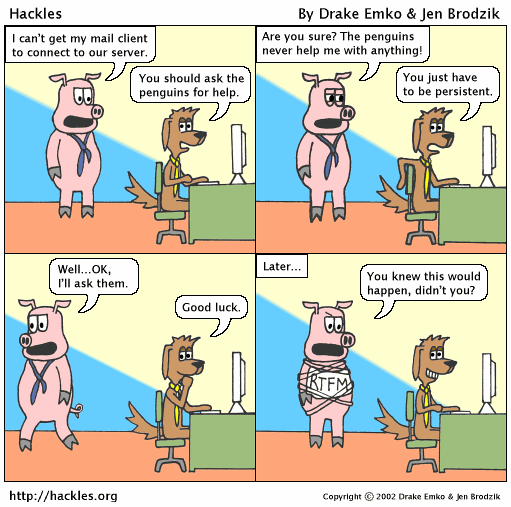 Hackles
By Drake Emko & Jen Brodzik
I can't get my mail client
to connect to our server.
You should ask the
penguins for help.
Are you sure? The penguins
never help me with anything!
You just have
to be persistent.
Well...OK,
I'll ask them.
Good luck.
Later...
You knew this would
happen, didn't you?
RTFM
http://hackles.org
Copyright © 2002 Drake Emko & Jen Brodzik